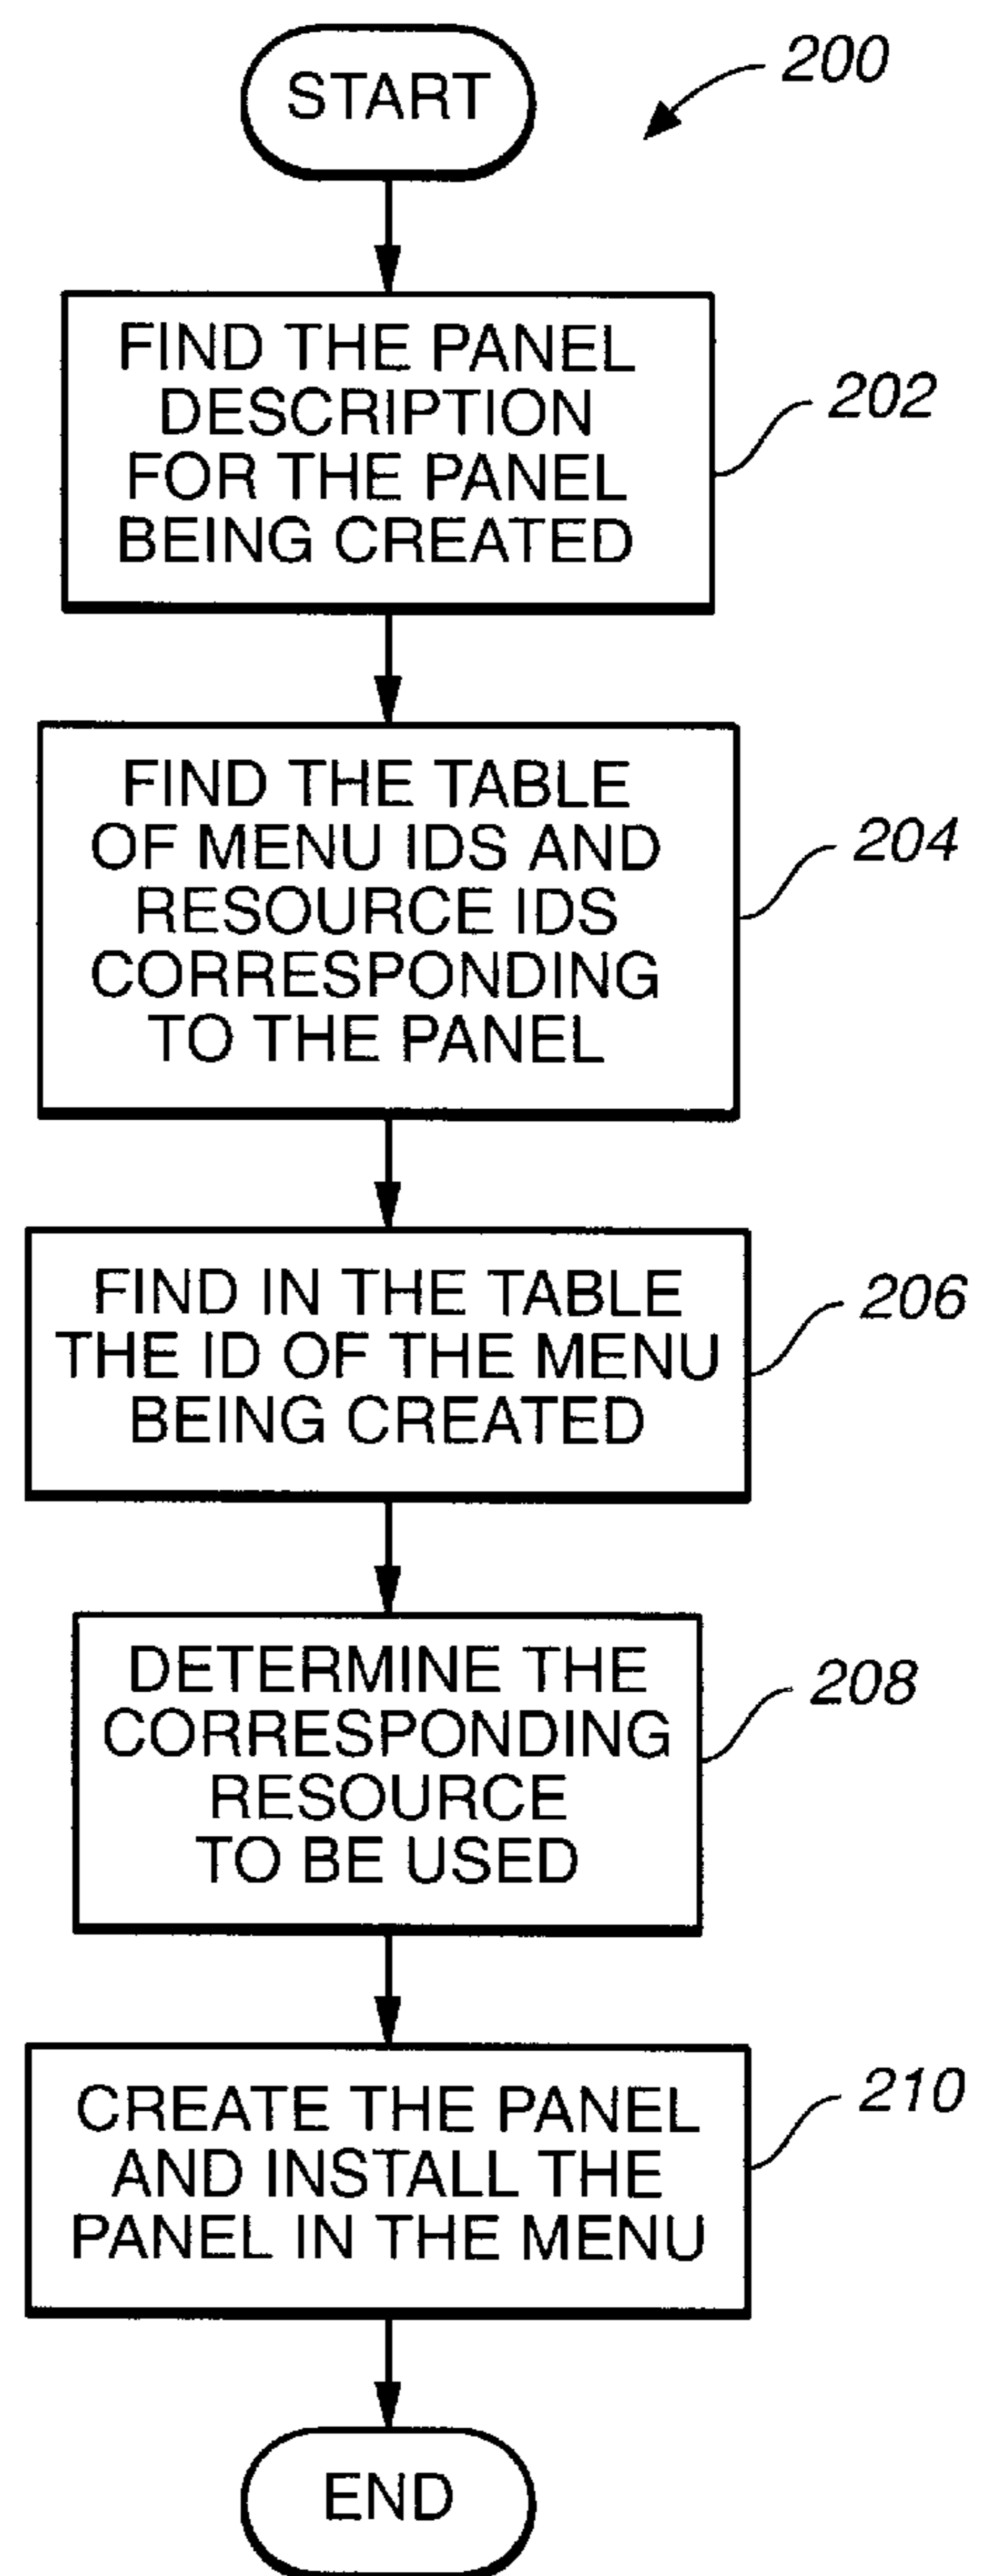 START
200
FIND THE PANEL
DESCRIPTION
FOR THE PANEL
BEING CREATED
202
FIND THE TABLE
OF MENU IDS AND
RESOURCE IDS
CORRESPONDING
TO THE PANEL
204
FIND IN THE TABLE
THE ID OF THE MENU
BEING CREATED
206
DETERMINE THE
CORRESPONDING
RESOURCE
TO BE USED
208
CREATE THE PANEL
AND INSTALL THE
PANEL IN THE MENU
210
END